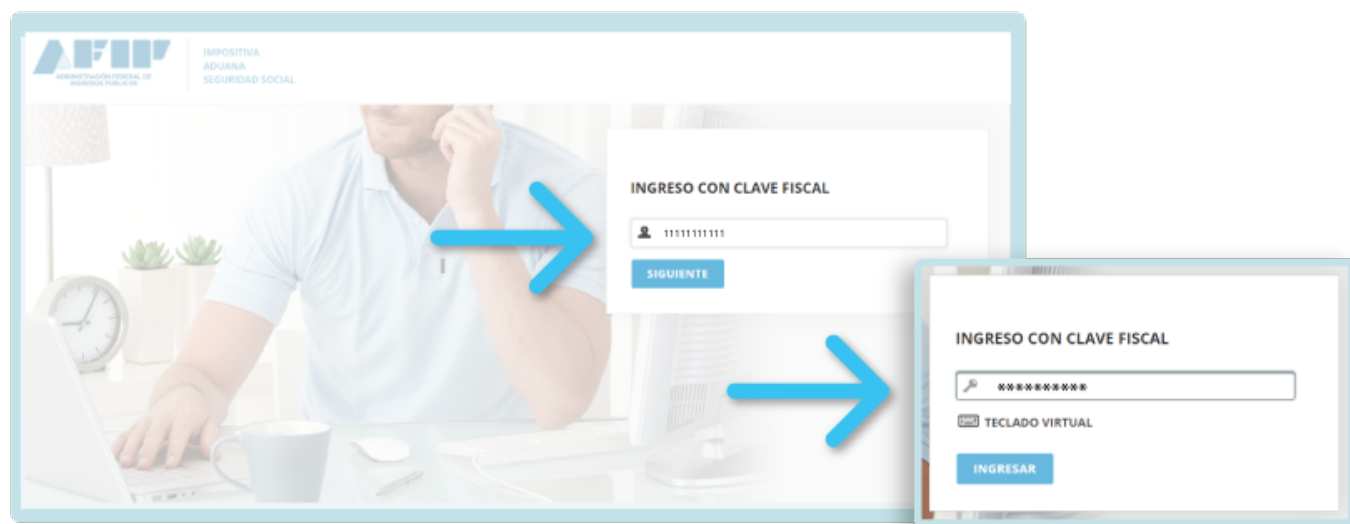 AFIP
ADMINISTRACIÓN FEDERAL DE
INGRESOS PÚBLICOS
IMPOSITIVA
ADUANA
SEGURIDAD SOCIAL
INGRESO CON CLAVE FISCAL
11111111111
SIGUIENTE
INGRESO CON CLAVE FISCAL
**********
TECLADO VIRTUAL
INGRESAR